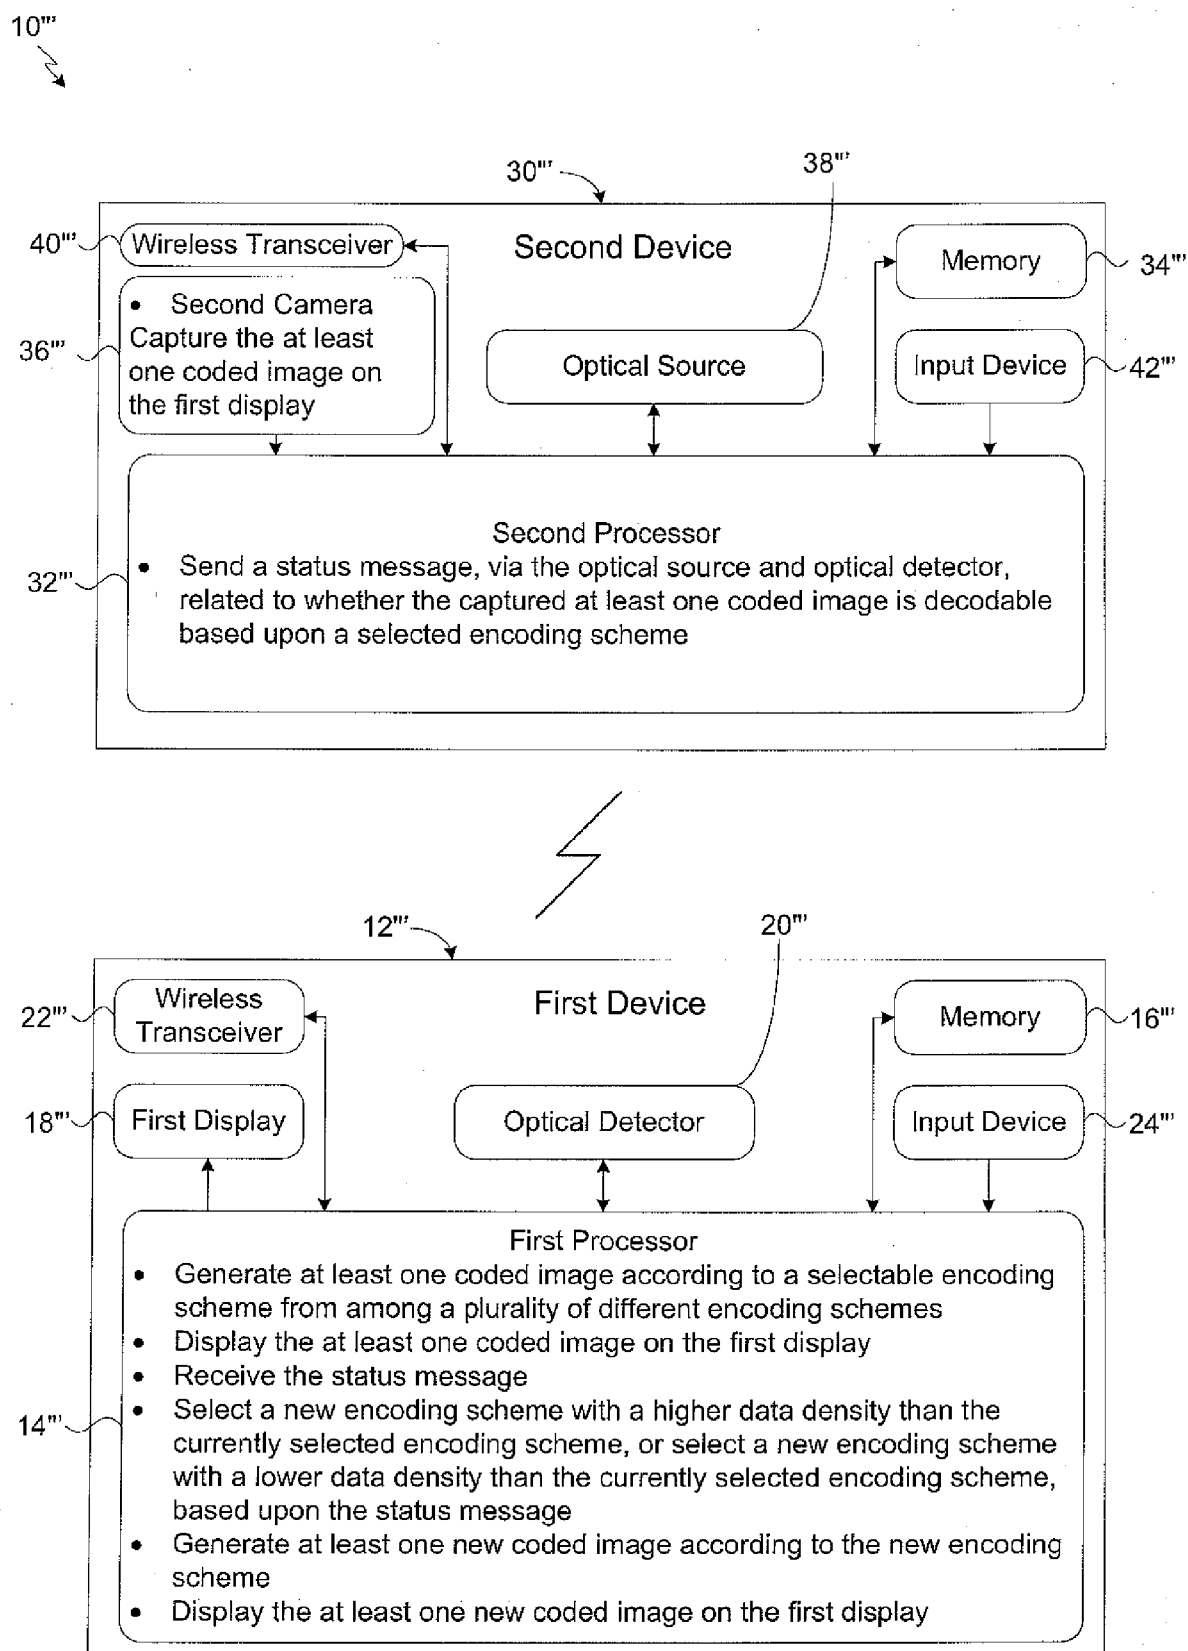 10'''
30'''
38'''
40'''
Wireless Transceiver
Second Device
Memory
34'''
36'''
• Second Camera
Capture the at least
one coded image on
the first display
Optical Source
Input Device
42'''
32'''
Second Processor
• Send a status message, via the optical source and optical detector,
related to whether the captured at least one coded image is decodable
based upon a selected encoding scheme
12'''
20'''
22'''
Wireless
Transceiver
First Device
Memory
16'''
18'''
First Display
Optical Detector
Input Device
24'''
14'''
First Processor
• Generate at least one coded image according to a selectable encoding
scheme from among a plurality of different encoding schemes
• Display the at least one coded image on the first display
• Receive the status message
• Select a new encoding scheme with a higher data density than the
currently selected encoding scheme, or select a new encoding scheme
with a lower data density than the currently selected encoding scheme,
based upon the status message
• Generate at least one new coded image according to the new encoding
scheme
• Display the at least one new coded image on the first display